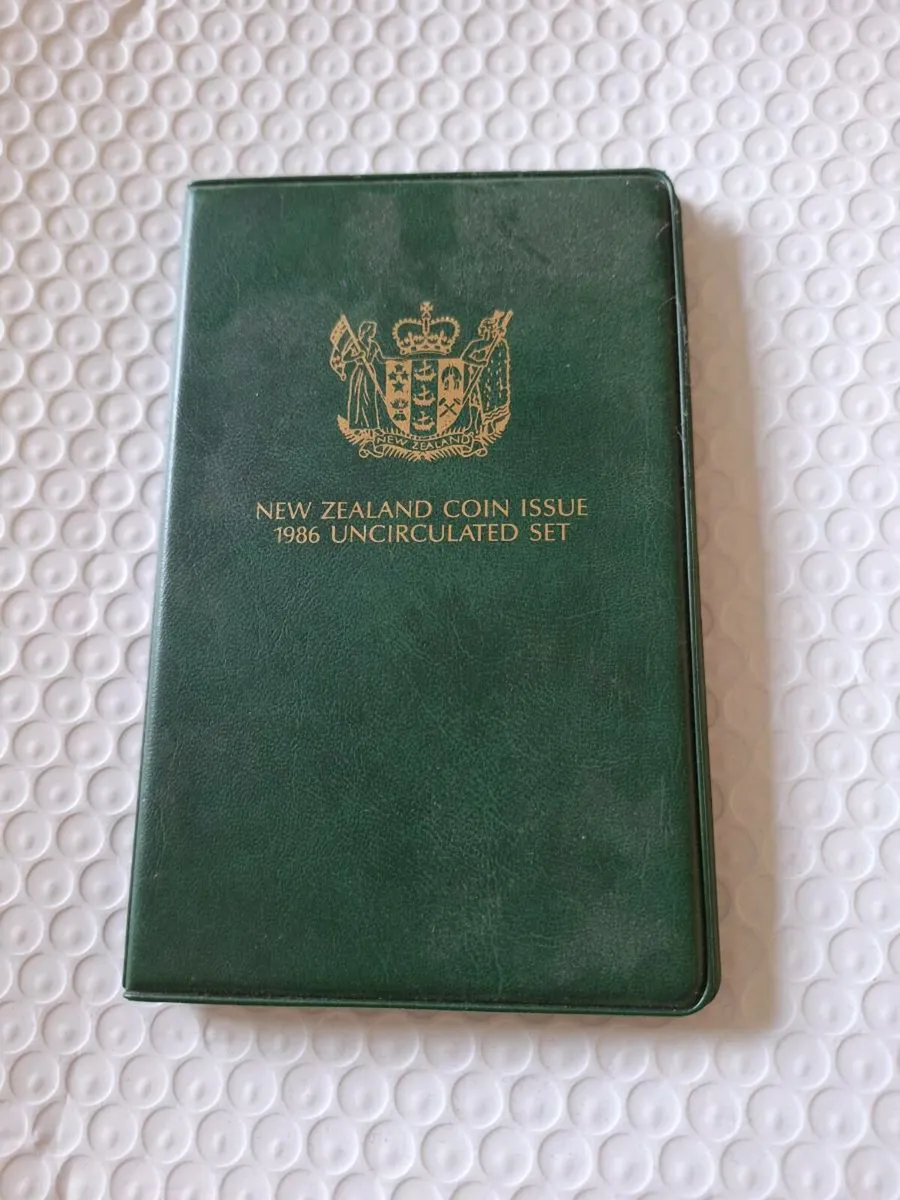 NEW ZEALAND
NEW ZEALAND COIN ISSUE
1986 UNCIRCULATED SET